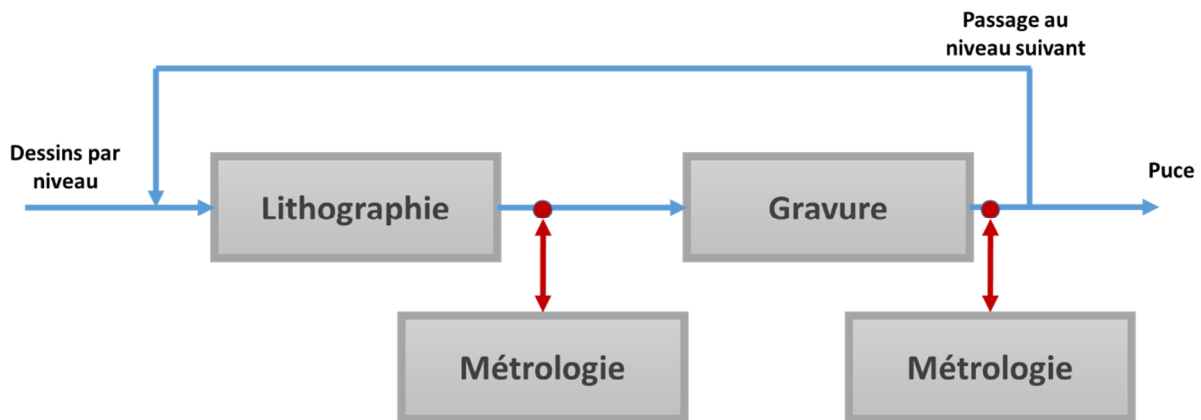 Passage au
niveau suivant
Dessins par
niveau
Lithographie
Gravure
Puce
Métrologie
Métrologie